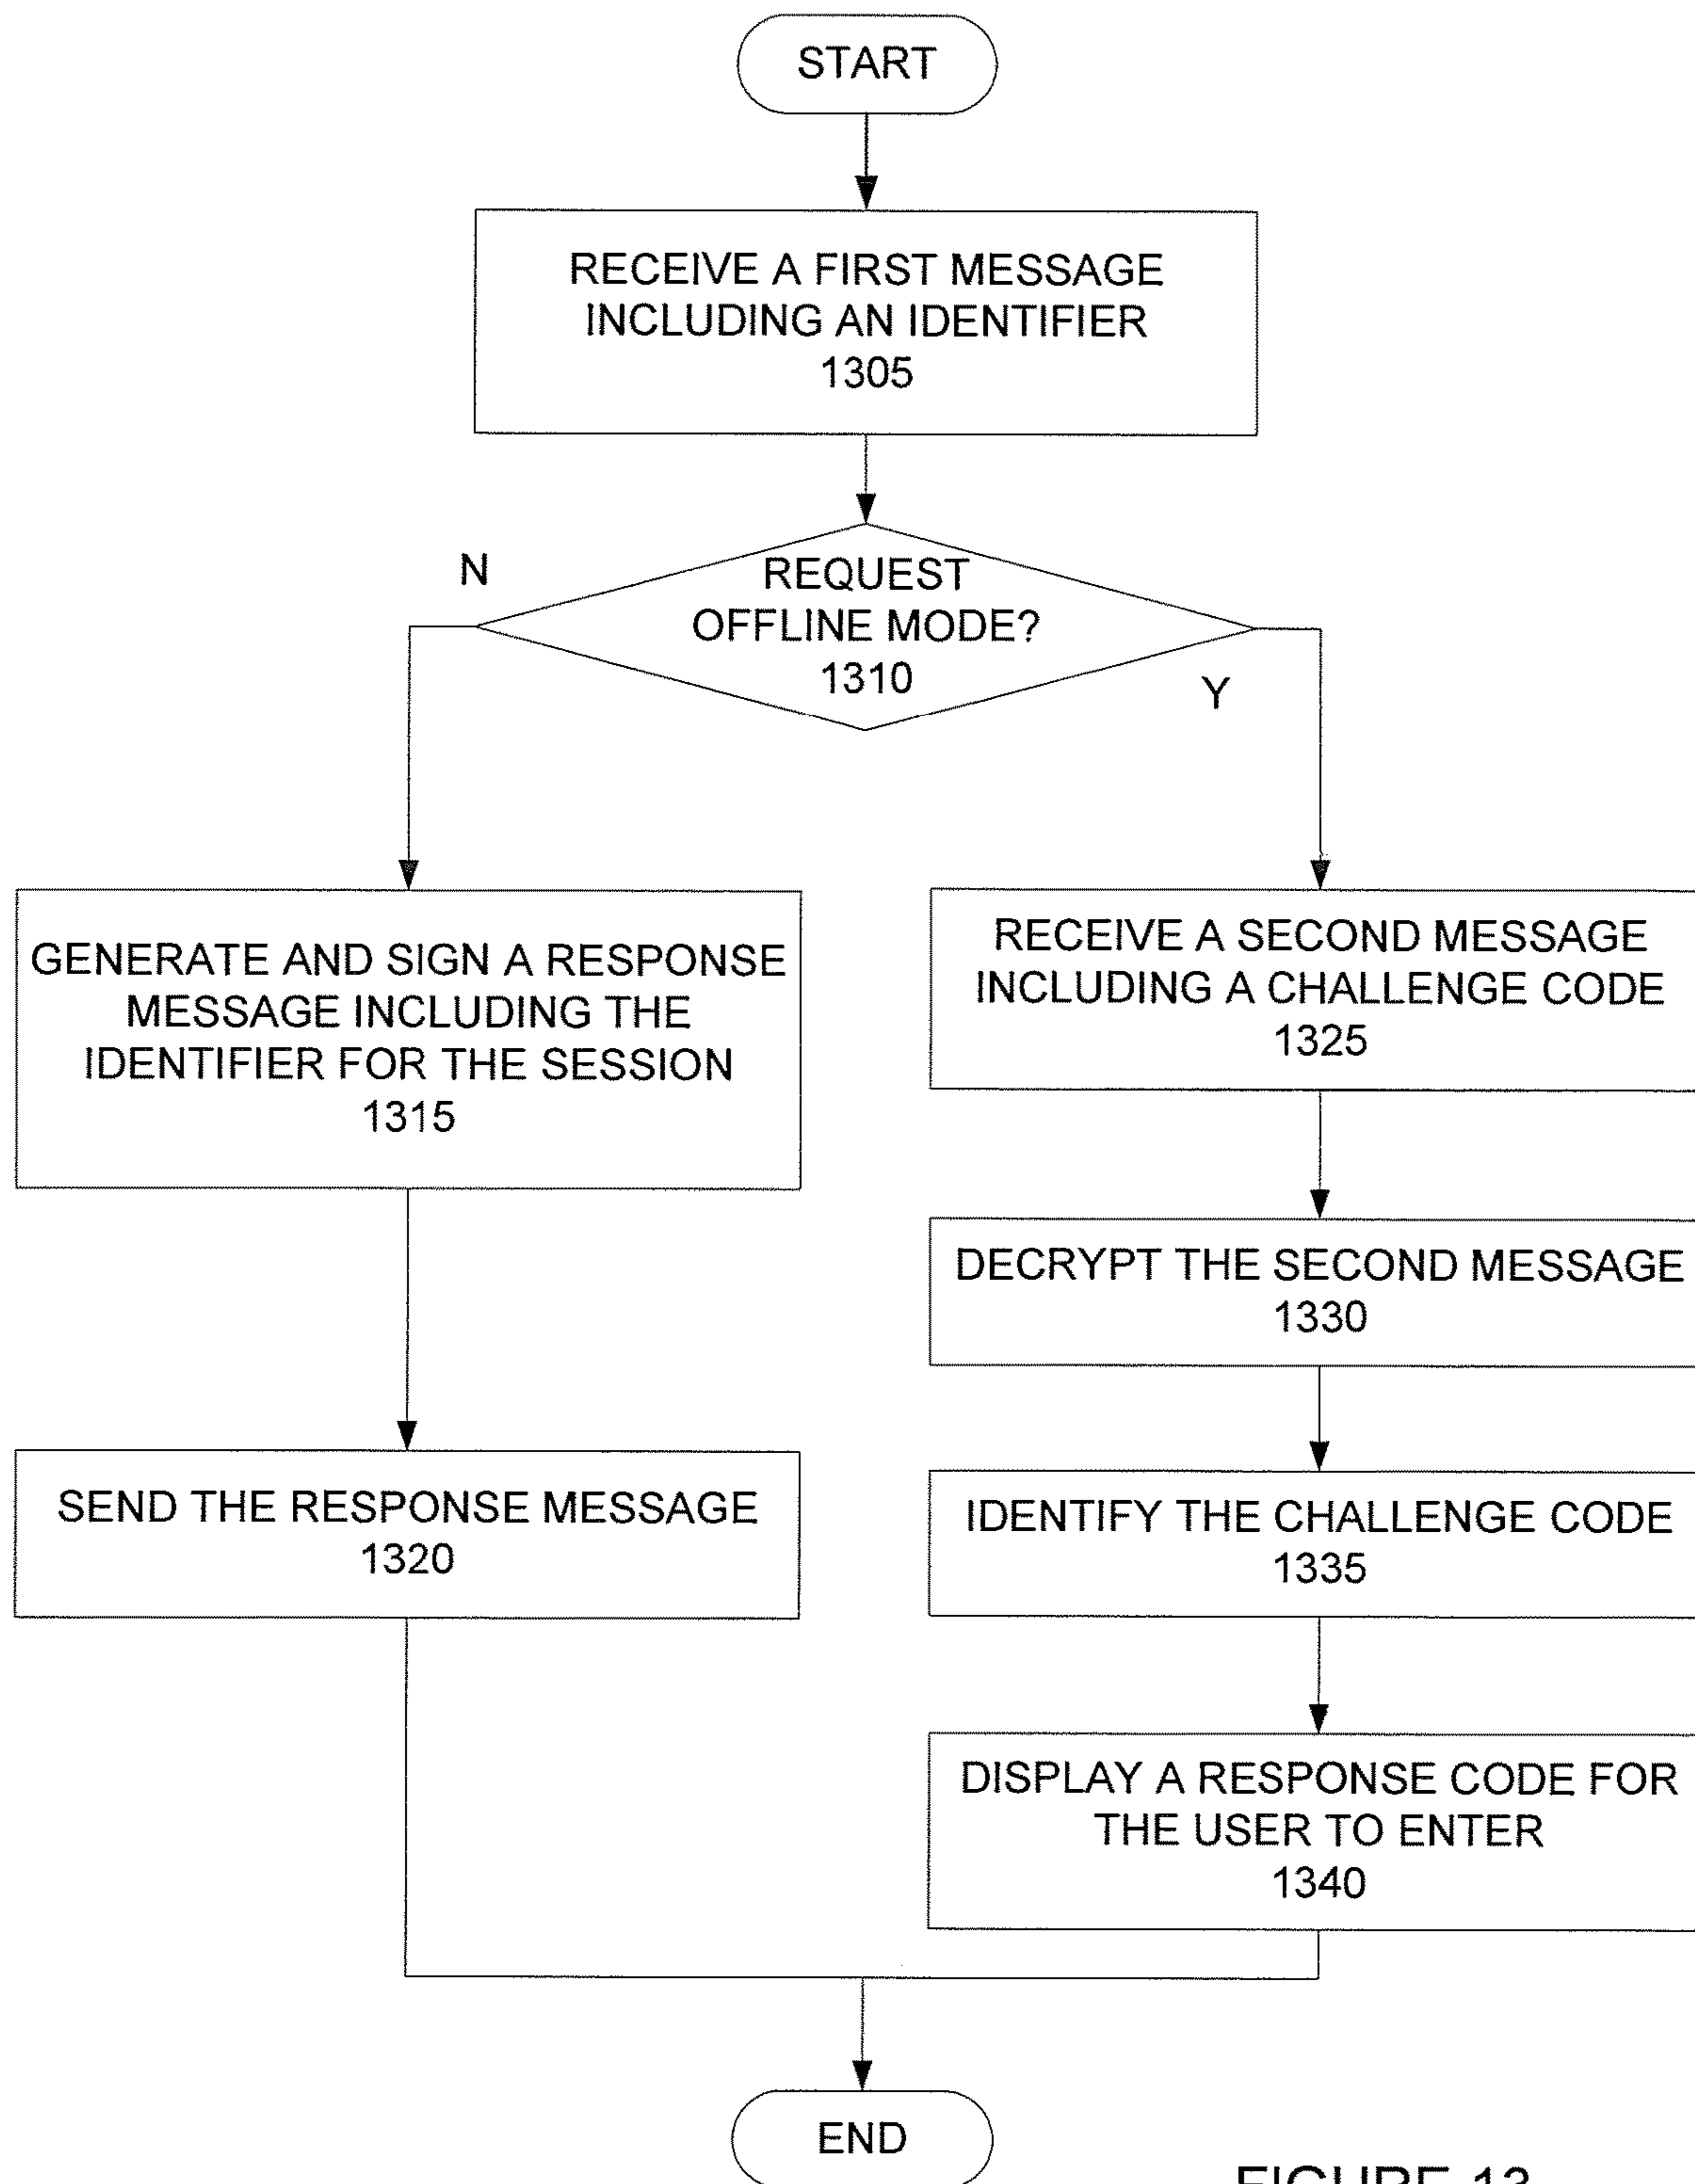 START
RECEIVE A FIRST MESSAGE
INCLUDING AN IDENTIFIER
1305
REQUEST
OFFLINE MODE?
1310
N
Y
GENERATE AND SIGN A RESPONSE
MESSAGE INCLUDING THE
IDENTIFIER FOR THE SESSION
1315
SEND THE RESPONSE MESSAGE
1320
RECEIVE A SECOND MESSAGE
INCLUDING A CHALLENGE CODE
1325
DECRYPT THE SECOND MESSAGE
1330
IDENTIFY THE CHALLENGE CODE
1335
DISPLAY A RESPONSE CODE FOR
THE USER TO ENTER
1340
END
FIGURE 13